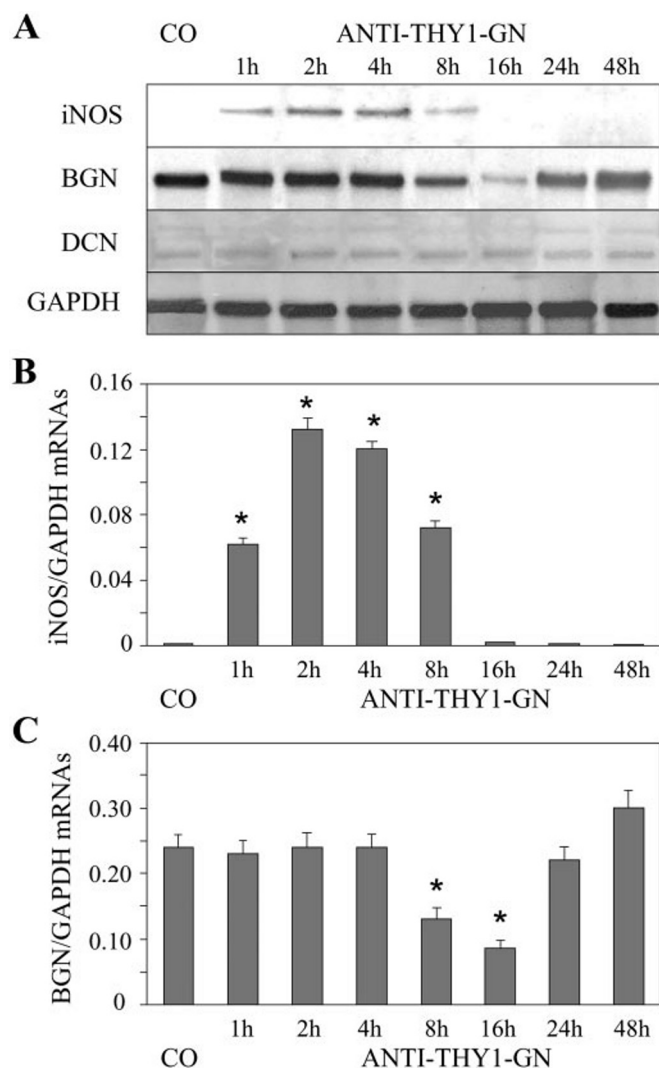 A
CO ANTI-THY1-GN
1h 2h 4h 8h 16h 24h 48h
iNOS
BGN
DCN
GAPDH
B
iNOS/GAPDH mRNAs
0.16
0.12
0.08
0.04
0
* * * *
1h 2h 4h 8h 16h 24h 48h
CO ANTI-THY1-GN
C
BGN/GAPDH mRNAs
0.40
0.30
0.20
0.10
0
* *
1h 2h 4h 8h 16h 24h 48h
CO ANTI-THY1-GN